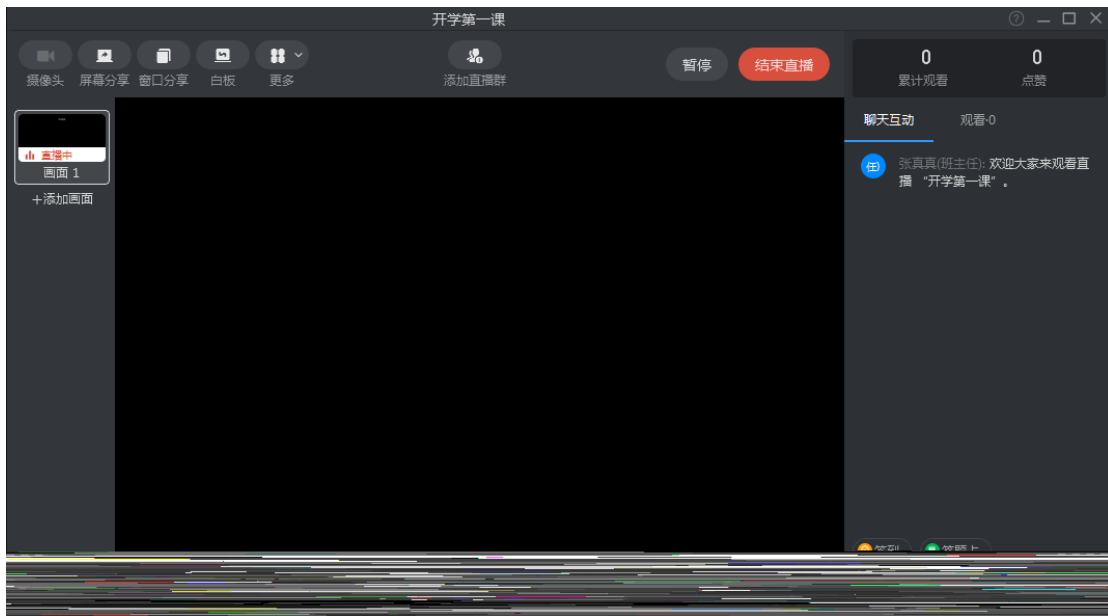 开学第一课
摄像头 屏幕分享 窗口分享 白板 更多
添加直播群
暂停 结束直播
0 0
累计观看 点赞
直播中
画面 1
+添加画面
聊天互动 观看·0
任
张真真(班主任): 欢迎大家来观看直
播 “开学第一课” 。